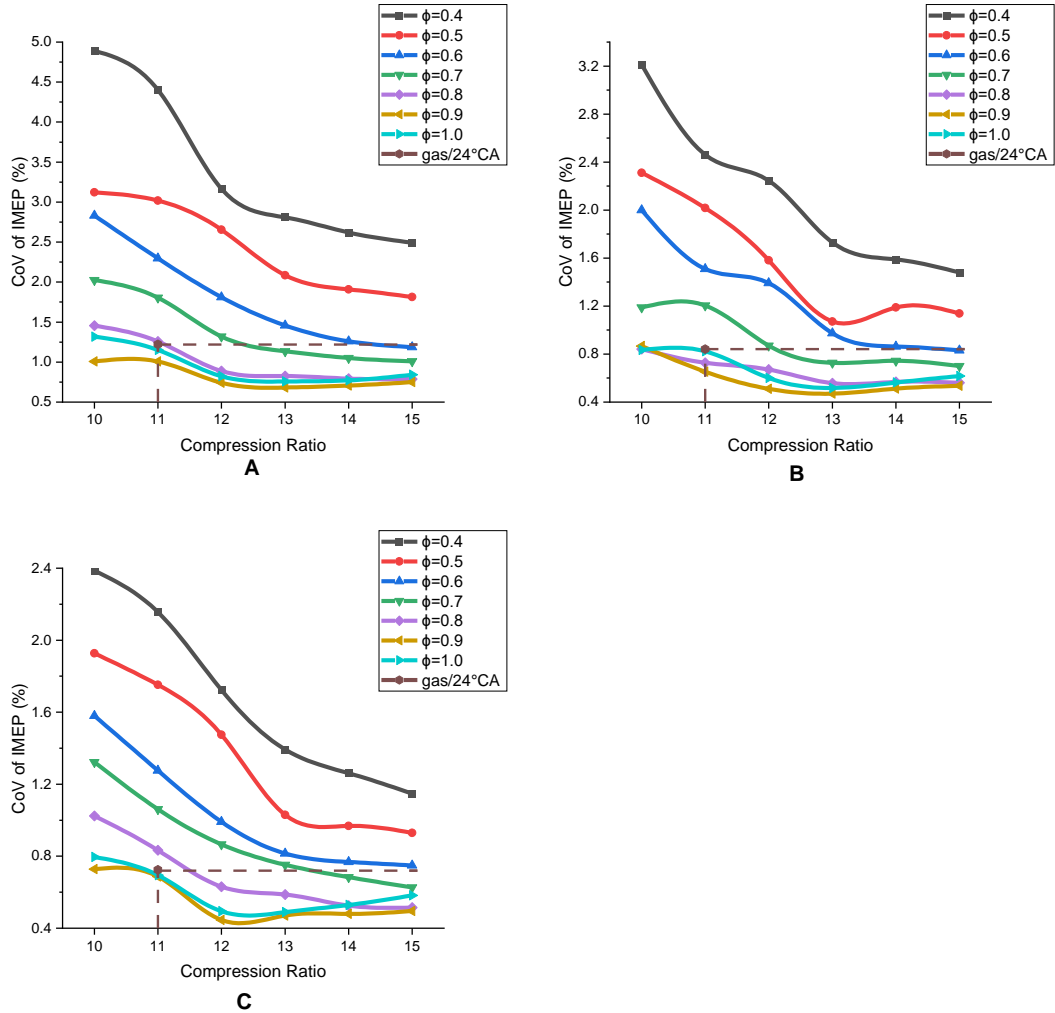 ϕ=0.4
ϕ=0.5
ϕ=0.6
ϕ=0.7
ϕ=0.8
ϕ=0.9
ϕ=1.0
gas/24°CA
5.0
4.5
4.0
3.5
3.0
2.5
2.0
1.5
1.0
0.5
CoV of IMEP (%)
10 11 12 13 14 15
Compression Ratio
A
ϕ=0.4
ϕ=0.5
ϕ=0.6
ϕ=0.7
ϕ=0.8
ϕ=0.9
ϕ=1.0
gas/24°CA
3.2
2.8
2.4
2.0
1.6
1.2
0.8
0.4
CoV of IMEP (%)
10 11 12 13 14 15
Compression Ratio
B
ϕ=0.4
ϕ=0.5
ϕ=0.6
ϕ=0.7
ϕ=0.8
ϕ=0.9
ϕ=1.0
gas/24°CA
2.4
2.0
1.6
1.2
0.8
0.4
CoV of IMEP (%)
10 11 12 13 14 15
Compression Ratio
C